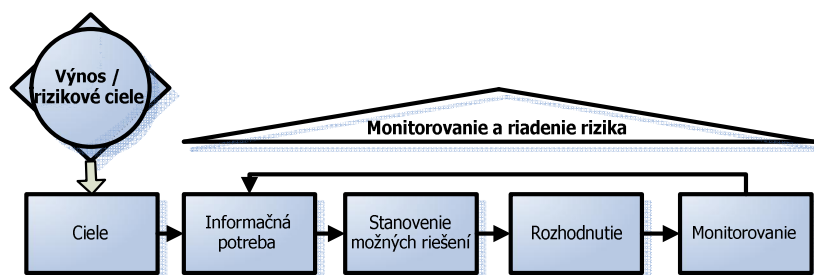 Výnos /
rizikové ciele
Monitorovanie a riadenie rizika
Ciele
Informačná
potreba
Stanovenie
možných riešení
Rozhodnutie
Monitorovanie